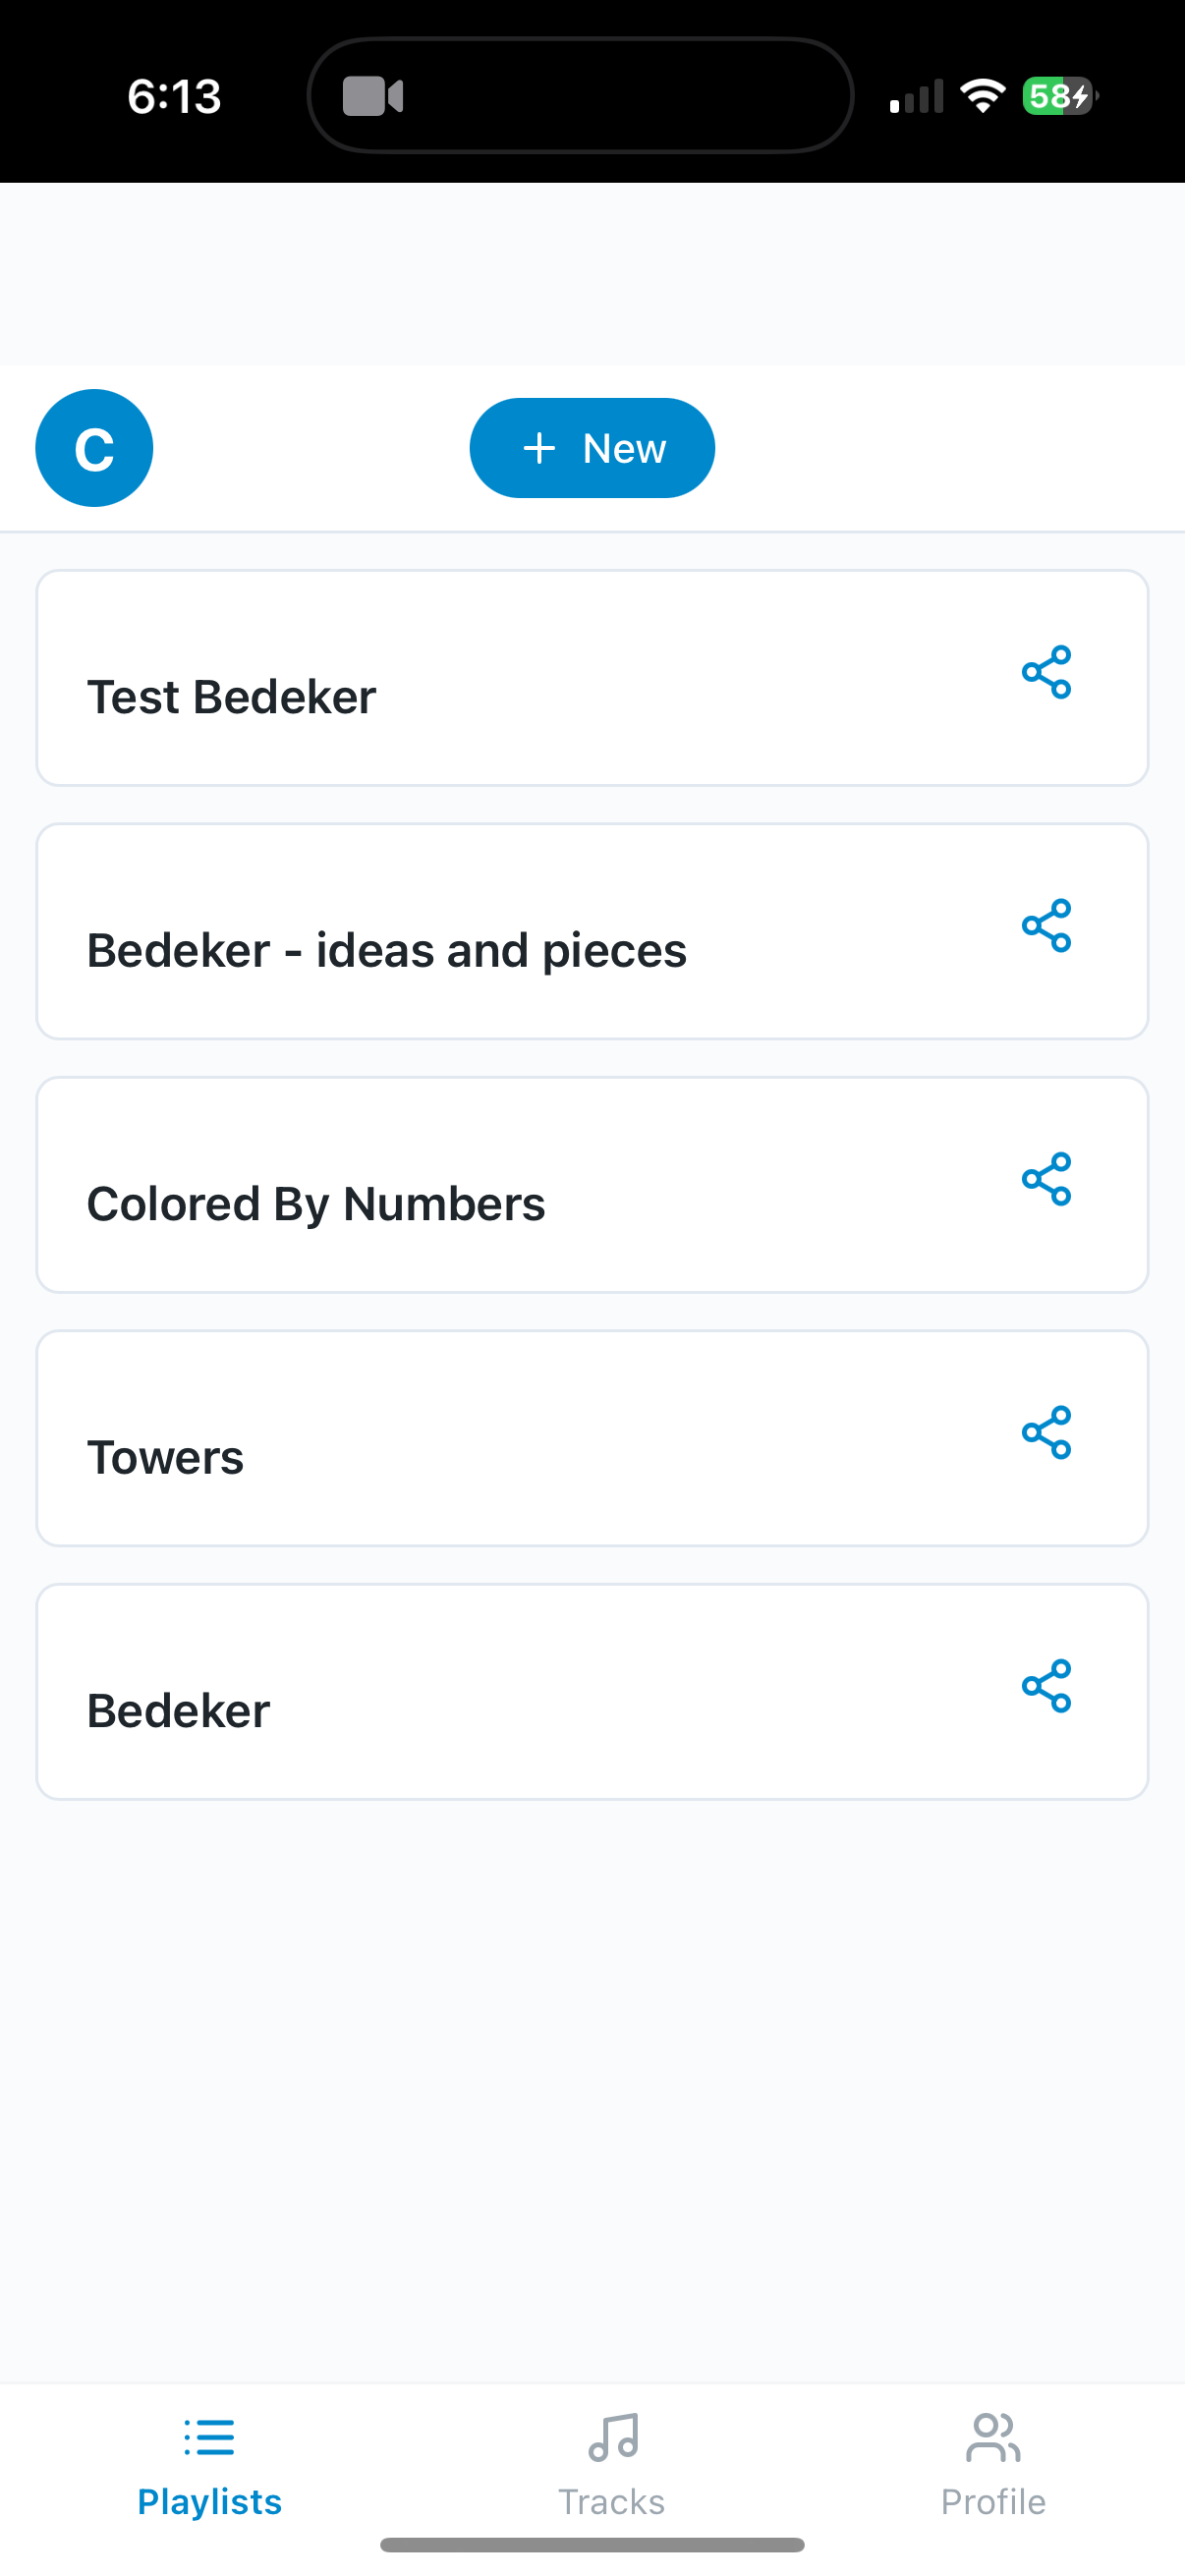 6:13
58
C
+ New
Test Bedeker
Bedeker - ideas and pieces
Colored By Numbers
Towers
Bedeker
Playlists
Tracks
Profile